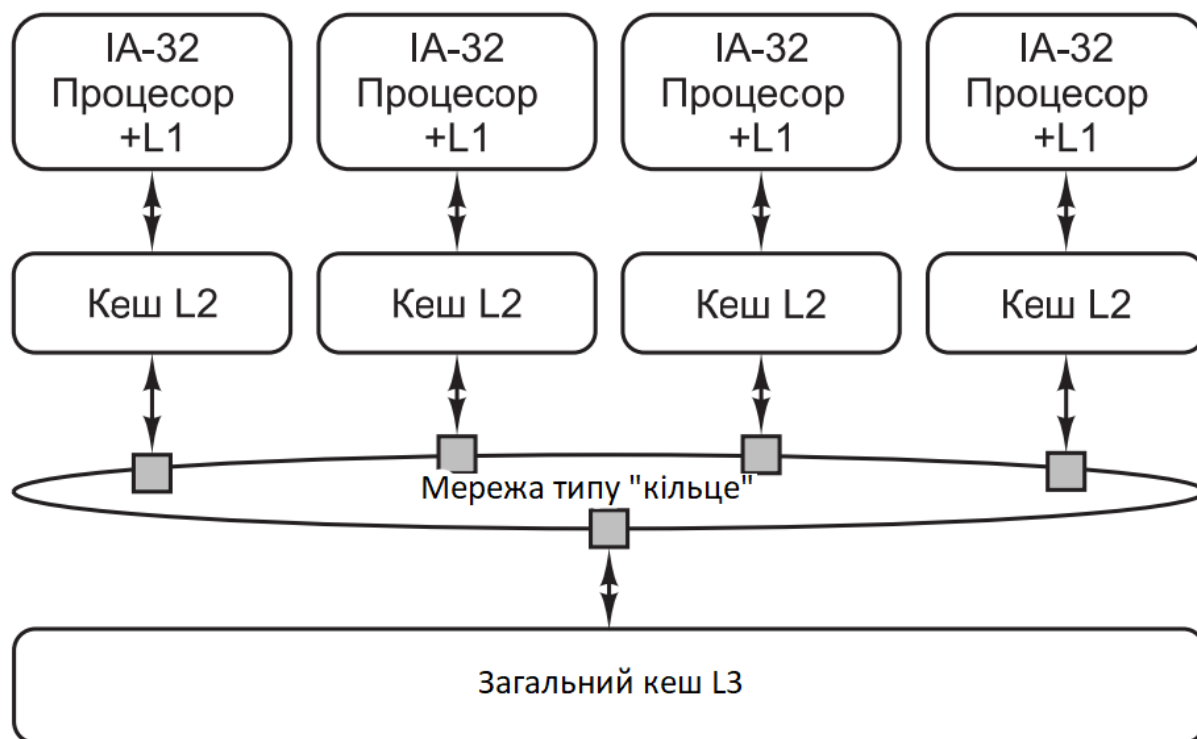 IA-32
Процесор
+L1
IA-32
Процесор
+L1
IA-32
Процесор
+L1
IA-32
Процесор
+L1
Кеш L2
Кеш L2
Кеш L2
Кеш L2
Мережа типу "кільце"
Загальний кеш L3